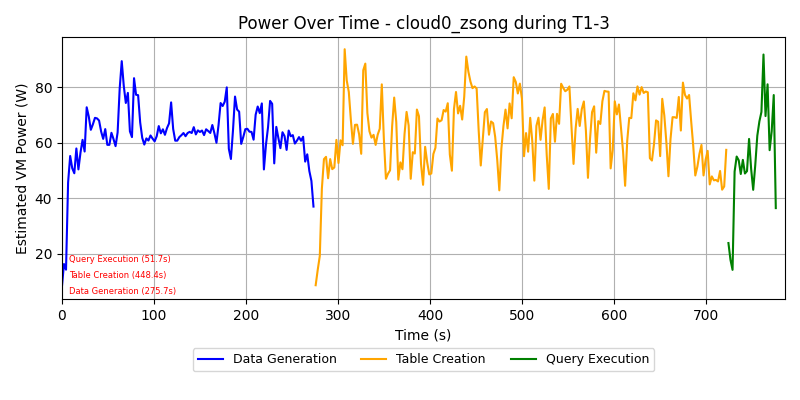 Power Over Time - cloud0_zsong during T1-3
Estimated VM Power (W)
80
60
40
20
Query Execution (51.7s)
Table Creation (448.4s)
Data Generation (275.7s)
0 100 200 300 400 500 600 700
Time (s)
Data Generation Table Creation Query Execution